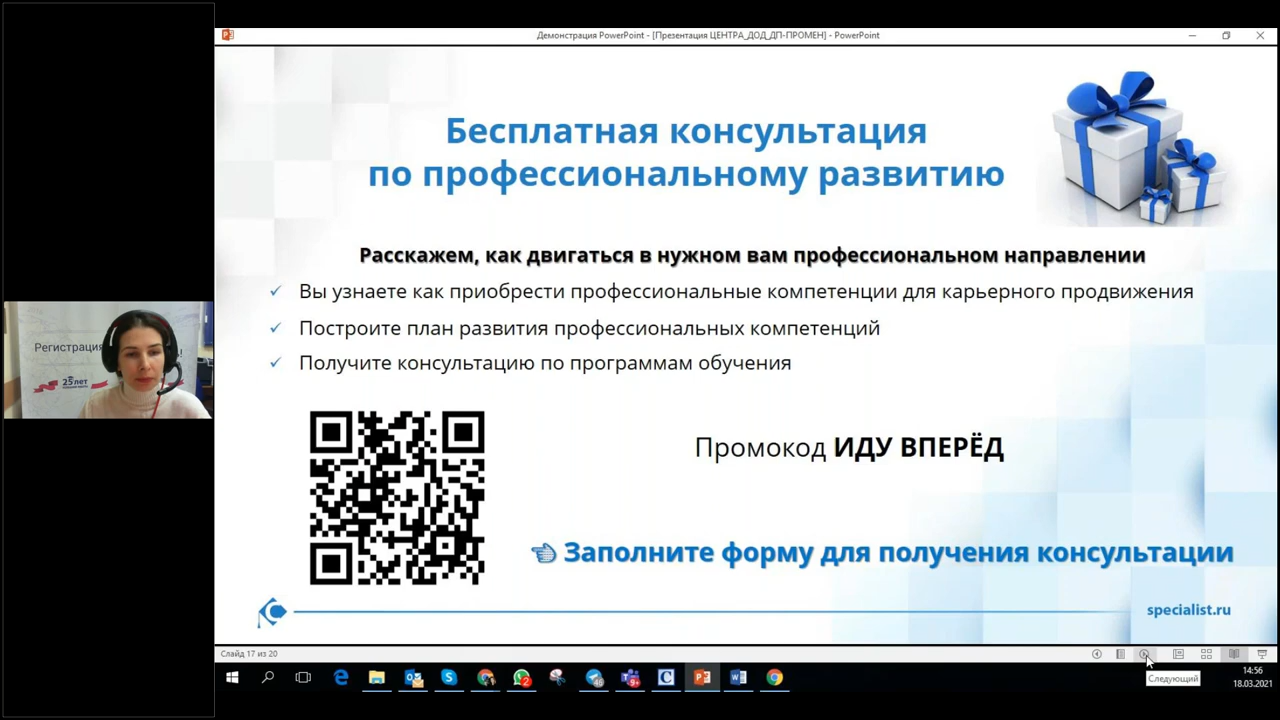 Демонстрация PowerPoint - [Презентация ЦЕНТРА_ДОД_ДП-ПРОМЕН] - PowerPoint
Бесплатная консультация
по профессиональному развитию
Расскажем, как двигаться в нужном вам профессиональном направлении
Вы узнаете как приобрести профессиональные компетенции для карьерного продвижения
Построите план развития профессиональных компетенций
Получите консультацию по программам обучения
Регистрация
25 лет
Промокод ИДУ ВПЕРЁД
Заполните форму для получения консультации
specialist.ru
Слайд 17 из 20
Следующий
14:56
18.03.2021